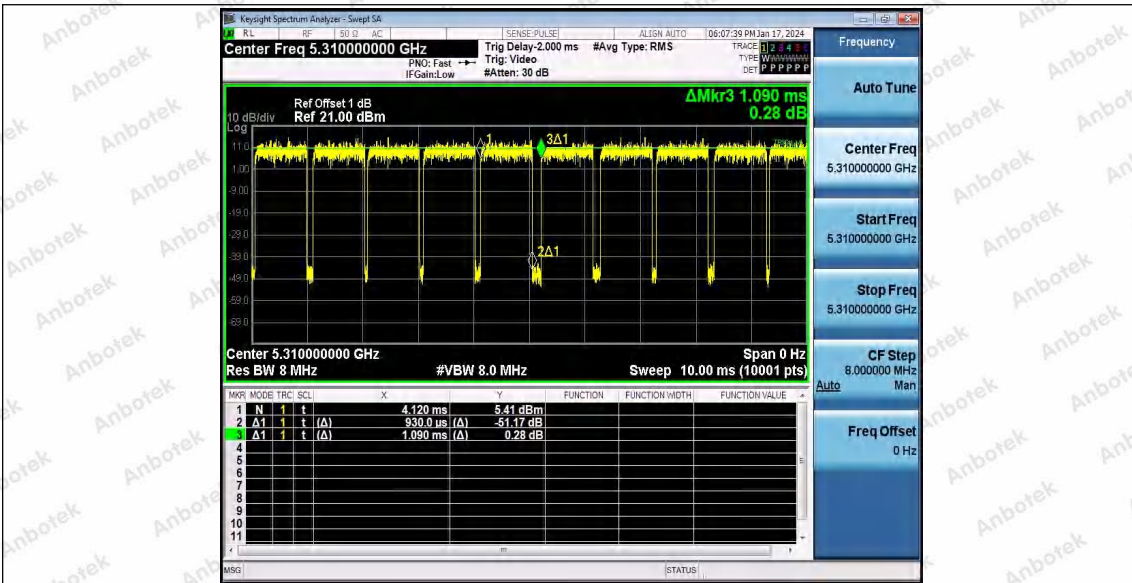 Keysight Spectrum Analyzer - Swept SA
RL RF 50 Ω AC SENSE:PULSE ALIGN AUTO 06:07:39 PM Jan 17, 2024
Center Freq 5.310000000 GHz
PNO: Fast
IFGain:Low
Trig Delay-2.000 ms
Trig: Video
#Atten: 30 dB
#Avg Type: RMS
TRACE 1 2 3 4 5 6
TYPE WWWWWW
DET P P P P P P
Ref Offset 1 dB
Ref 21.00 dBm
10 dB/div
Log
ΔMkr3 1.090 ms
0.28 dB
11.0
1.00
-9.00
-19.0
-29.0
-39.0
-49.0
-59.0
-69.0
1
3Δ1
2Δ1
Center 5.310000000 GHz
Span 0 Hz
Res BW 8 MHz
#VBW 8.0 MHz
Sweep 10.00 ms (10001 pts)
MKR MODE TRC SCL X Y FUNCTION FUNCTION WIDTH FUNCTION VALUE
1 N 1 t 4.120 ms 5.41 dBm
2 Δ1 1 t (Δ) 930.0 µs (Δ) -51.17 dB
3 Δ1 1 t (Δ) 1.090 ms (Δ) 0.28 dB
4
5
6
7
8
9
10
11
MSG
STATUS
Frequency
Auto Tune
Center Freq
5.310000000 GHz
Start Freq
5.310000000 GHz
Stop Freq
5.310000000 GHz
CF Step
8.000000 MHz
Auto Man
Freq Offset
0 Hz
Anbotek